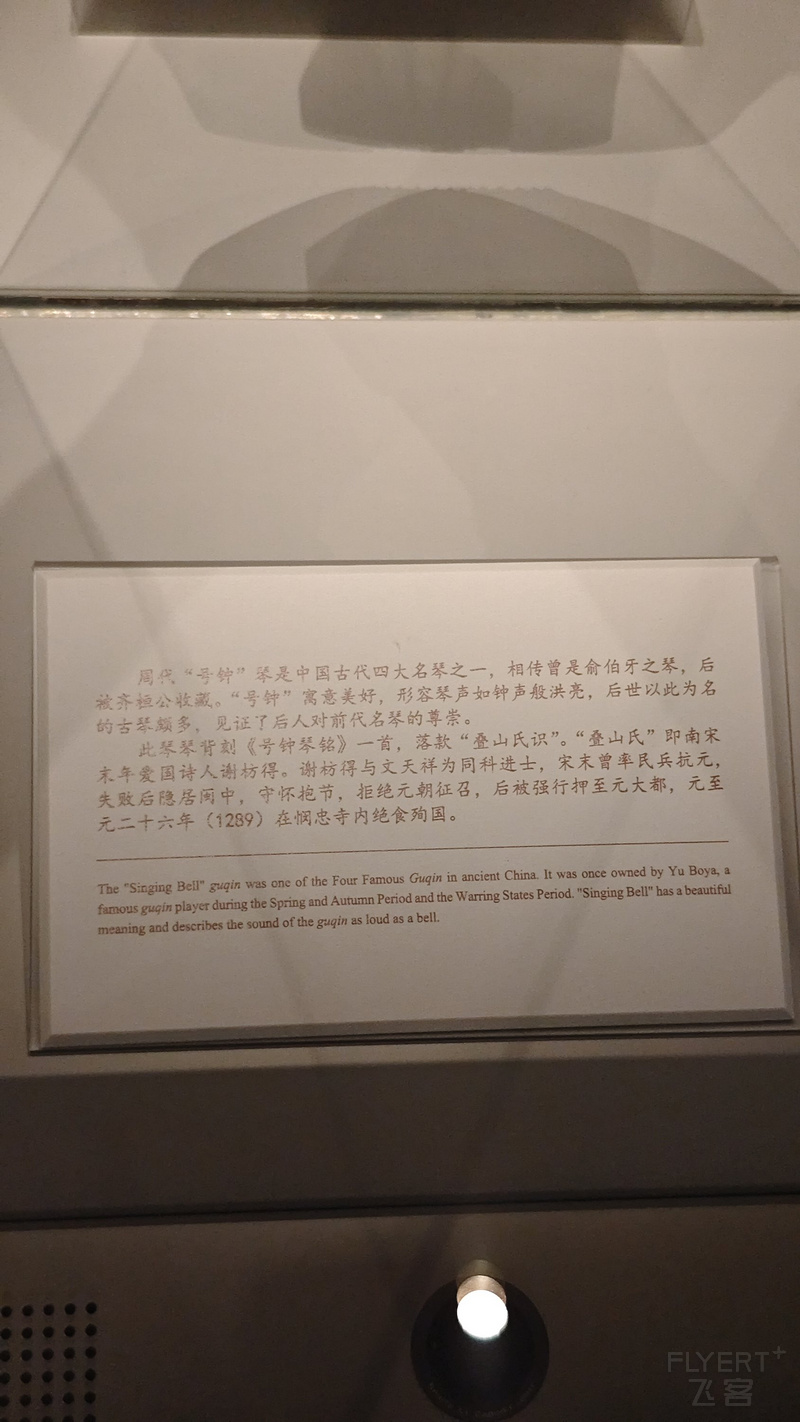 周代“号钟”琴是中国古代四大名琴之一，相传曾是俞伯牙之琴，后
被齐桓公收藏。“号钟”寓意美好，形容琴声如钟声般洪亮，后世以此为名
的古琴颇多，见证了后人对前代名琴的尊崇。
此琴琴背刻《号钟琴铭》一首，落款“叠山氏识”。“叠山氏”即南宋
末年爱国诗人谢枋得。谢枋得与文天祥为同科进士，宋末曾率民兵抗元，
失败后隐居闽中，守怀抱节，拒绝元朝征召，后被强行押至元大都，元至
元二十六年（1289）在悯忠寺内绝食殉国。
The "Singing Bell" guqin was one of the Four Famous Guqin in ancient China. It was once owned by Yu Boya, a
famous guqin player during the Spring and Autumn Period and the Warring States Period. "Singing Bell" has a beautiful
meaning and describes the sound of the guqin as loud as a bell.
FLYERT+
飞客